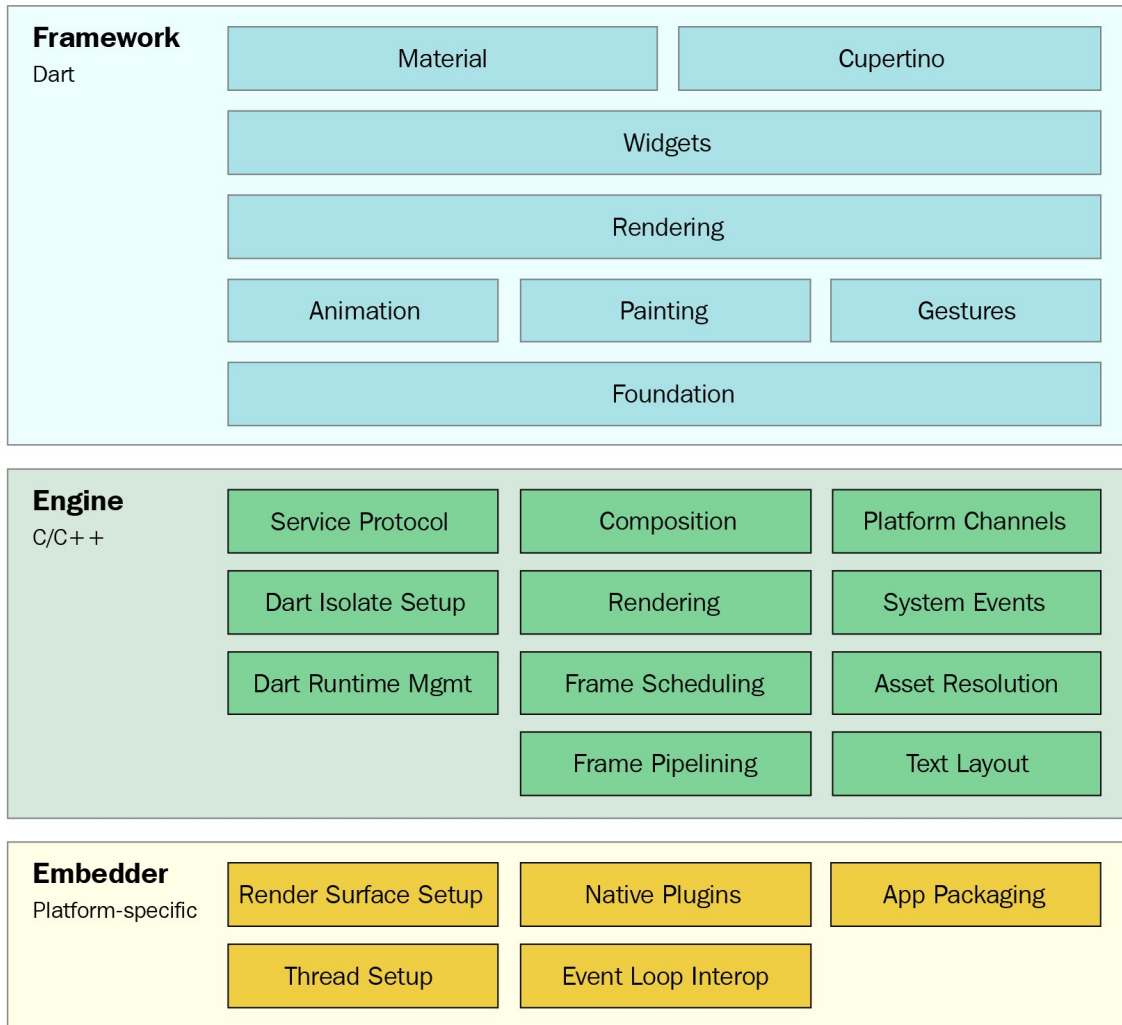 Framework
Dart
Material
Cupertino
Widgets
Rendering
Animation
Painting
Gestures
Foundation
Engine
C/C++
Service Protocol
Composition
Platform Channels
Dart Isolate Setup
Rendering
System Events
Dart Runtime Mgmt
Frame Scheduling
Asset Resolution
Frame Pipelining
Text Layout
Embedder
Platform-specific
Render Surface Setup
Native Plugins
App Packaging
Thread Setup
Event Loop Interop